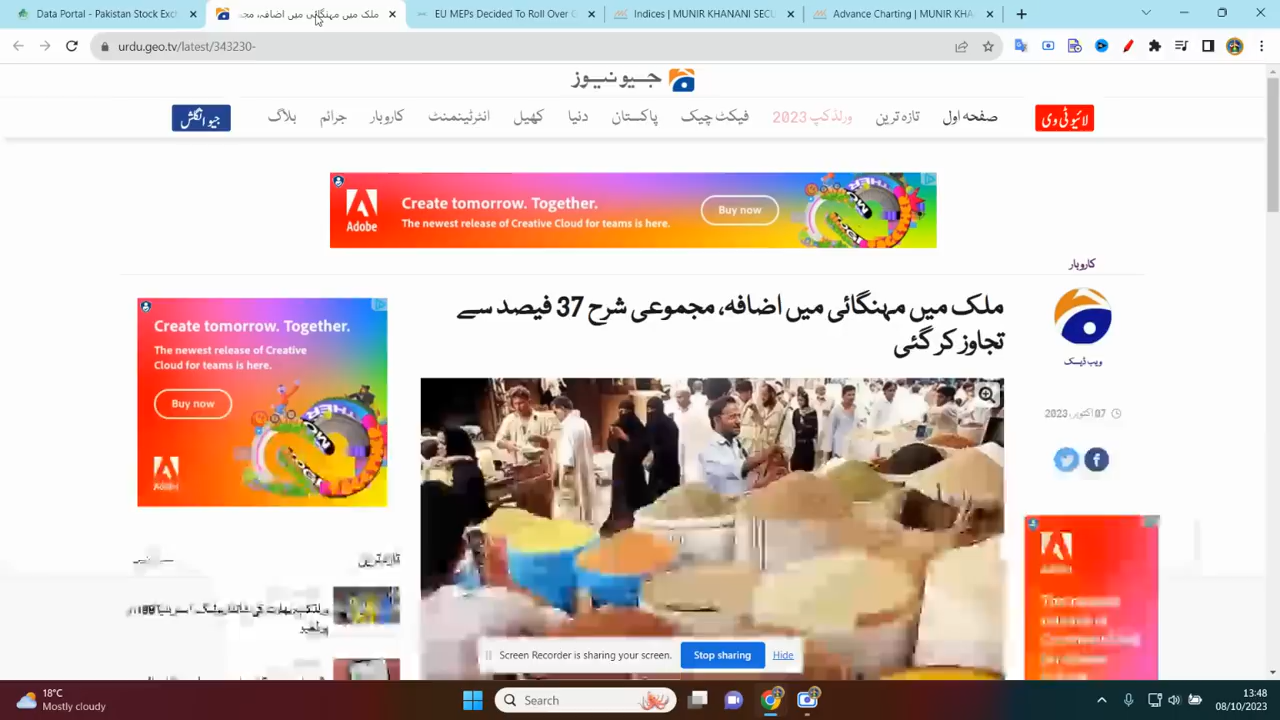 Data Portal - Pakistan Stock Exc
ملک میں مہنگائی میں اضافہ، مجـ
EU MEPs Decided To Roll Over G
Indices | MUNIR KHANANI SECU
Advance Charting | MUNIR KHA
urdu.geo.tv/latest/343230-
جیو نیوز
لائیو ٹی وی
صفحہ اول
تازہ ترین
ورلڈکپ 2023
فیکٹ چیک
پاکستان
دنیا
کھیل
انٹرٹینمنٹ
کاروبار
جرائم
بلاگ
جیو انگلش
Adobe
Create tomorrow. Together.
The newest release of Creative Cloud for teams is here.
Buy now
کاروبار
ملک میں مہنگائی میں اضافہ، مجموعی شرح 37 فیصد سے
تجاوز کر گئی
ویب ڈیسک
07 اکتوبر، 2023
Create tomorrow. Together.
The newest release of Creative
Cloud for teams is here.
Buy now
Adobe
تازہ ترین
Screen Recorder is sharing your screen.
Stop sharing
Hide
18°C
Mostly cloudy
Search
13:48
08/10/2023